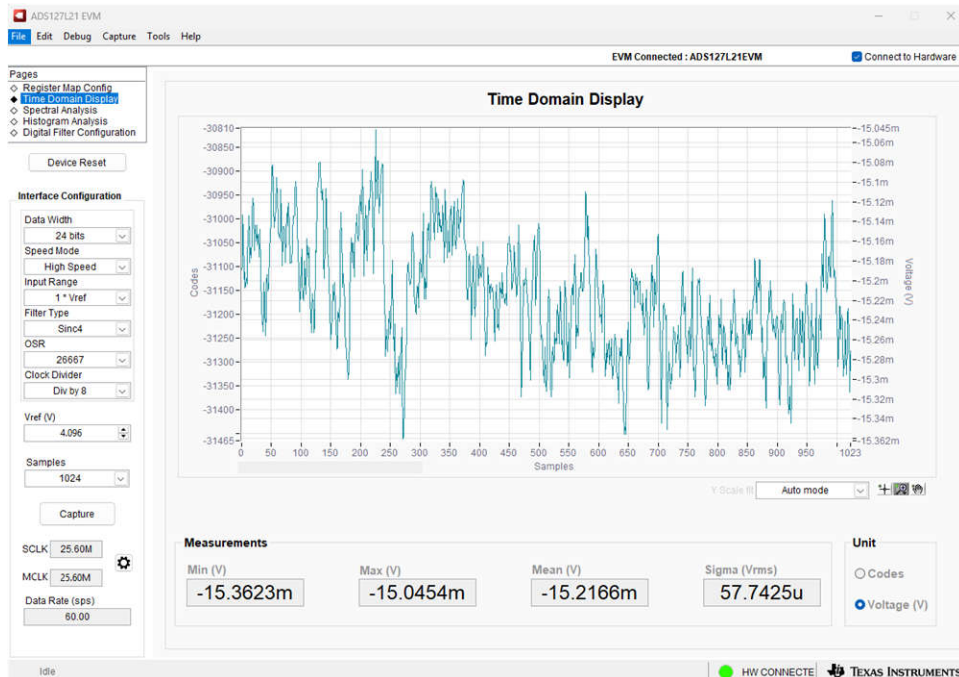 ADS127L21 EVM
File Edit Debug Capture Tools Help
EVM Connected : ADS127L21EVM
Connect to Hardware
Pages
Register Map Config
Time Domain Display
Spectral Analysis
Histogram Analysis
Digital Filter Configuration
Device Reset
Interface Configuration
Data Width
24 bits
Speed Mode
High Speed
Input Range
1 * Vref
Filter Type
Sinc4
OSR
26667
Clock Divider
Div by 8
Vref (V)
4.096
Samples
1024
Capture
SCLK 25.60M
MCLK 25.60M
Data Rate (sps)
60.00
Time Domain Display
Codes
-30810
-30850
-30900
-30950
-31000
-31050
-31100
-31150
-31200
-31250
-31300
-31350
-31400
-31465
-15.045m
-15.06m
-15.08m
-15.1m
-15.12m
-15.14m
-15.16m
-15.18m
-15.2m
-15.22m
-15.24m
-15.26m
-15.28m
-15.3m
-15.32m
-15.34m
-15.362m
Voltage (V)
0 50 100 150 200 250 300 350 400 450 500 550 600 650 700 750 800 850 900 950 1023
Samples
Y Scale fit Auto mode
Measurements
Min (V) Max (V) Mean (V) Sigma (Vrms)
-15.3623m -15.0454m -15.2166m 57.7425u
Unit
Codes
Voltage (V)
Idle
HW CONNECTE
TEXAS INSTRUMENTS